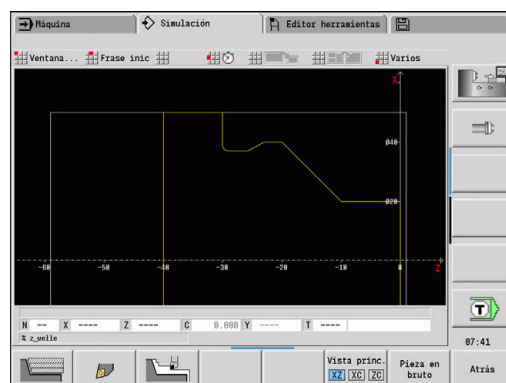 Máquina Simulación Editor herramientas
Ventana... Frase inic Varios
X
Ø40
Ø20
-60 -50 -40 -30 -20 -10 0 Z
N -- X ---- Z ---- C 0.000 Y ---- T ----
% z_welle
T
07:41
Vista princ. Pieza en Atrás
XZ XC ZC bruto